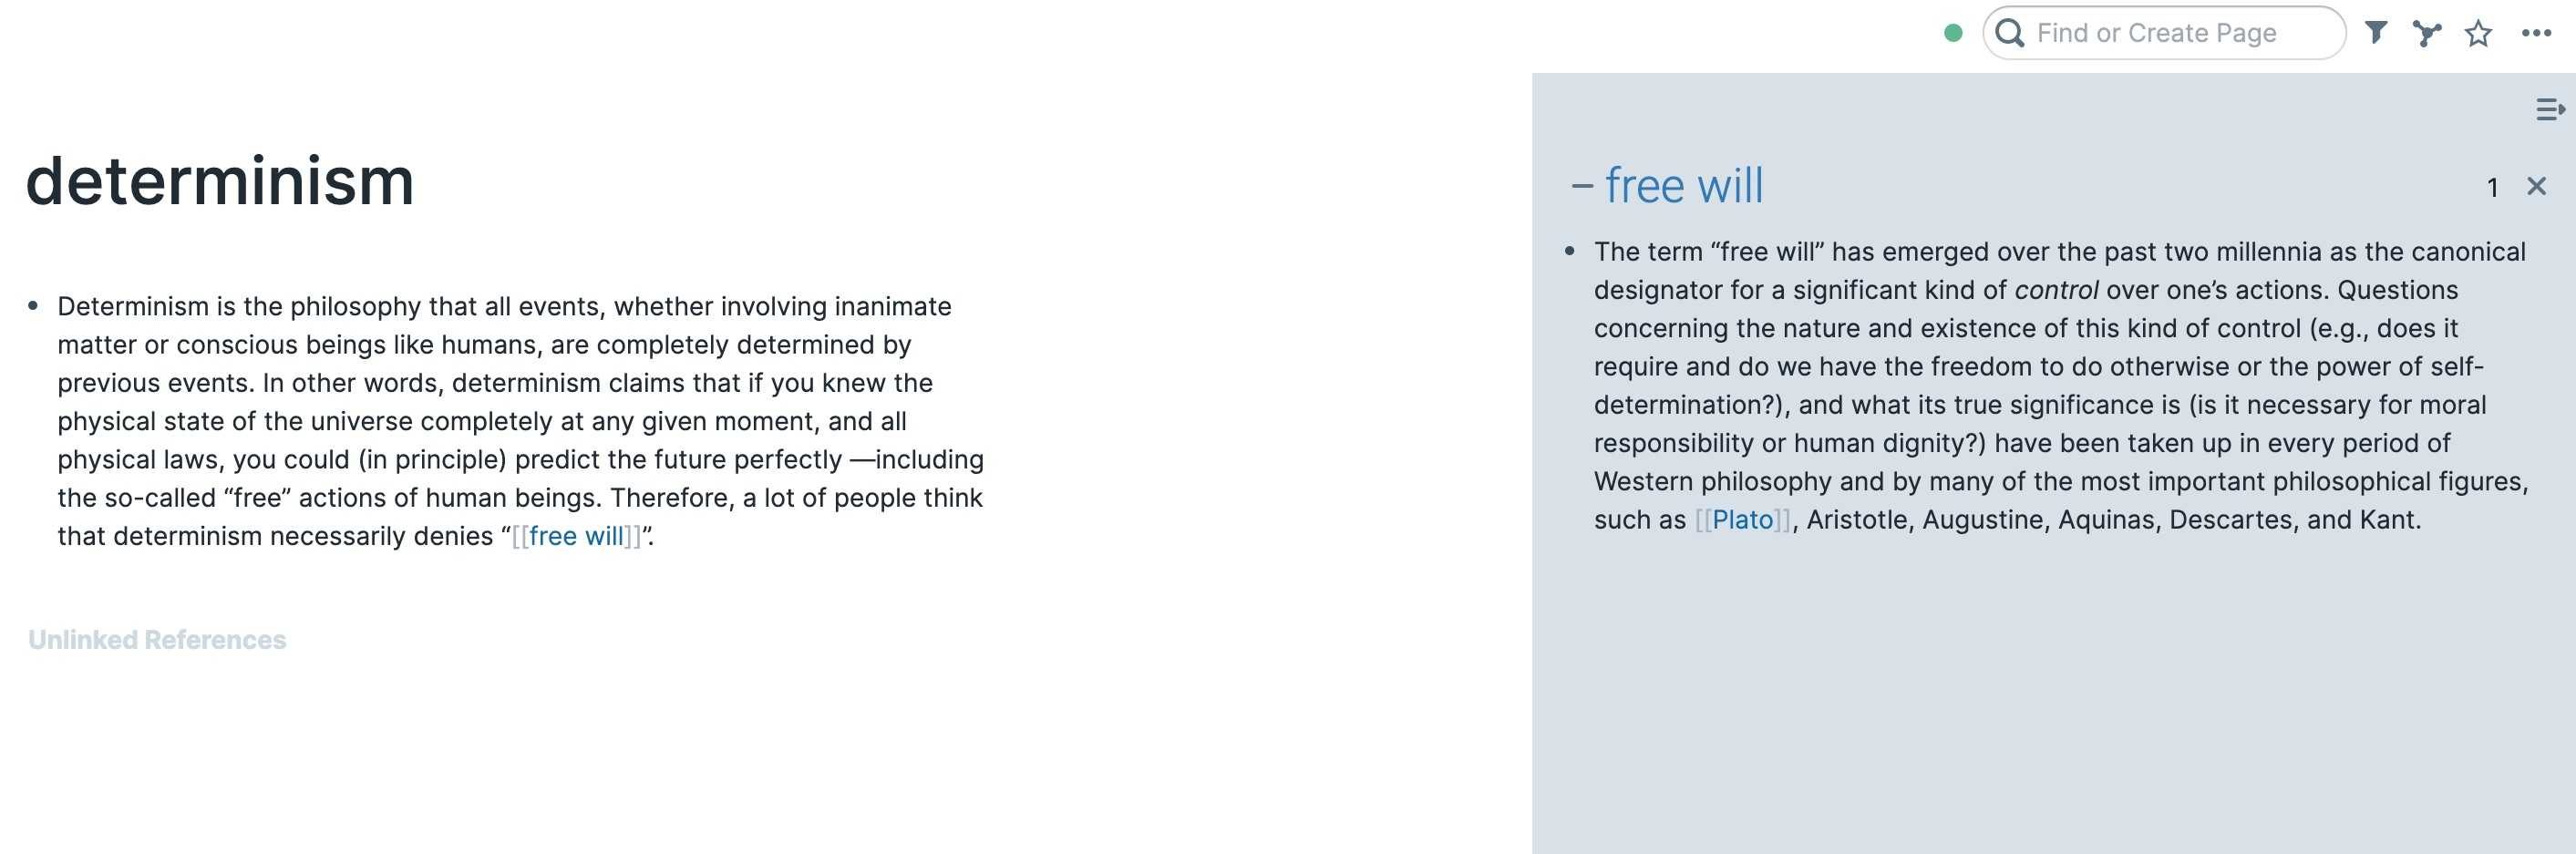 Find or Create Page
determinism
• Determinism is the philosophy that all events, whether involving inanimate
matter or conscious beings like humans, are completely determined by
previous events. In other words, determinism claims that if you knew the
physical state of the universe completely at any given moment, and all
physical laws, you could (in principle) predict the future perfectly —including
the so-called “free” actions of human beings. Therefore, a lot of people think
that determinism necessarily denies “[[free will]]”.
Unlinked References
– free will 1 ×
• The term “free will” has emerged over the past two millennia as the canonical
designator for a significant kind of control over one’s actions. Questions
concerning the nature and existence of this kind of control (e.g., does it
require and do we have the freedom to do otherwise or the power of self-
determination?), and what its true significance is (is it necessary for moral
responsibility or human dignity?) have been taken up in every period of
Western philosophy and by many of the most important philosophical figures,
such as [[Plato]], Aristotle, Augustine, Aquinas, Descartes, and Kant.